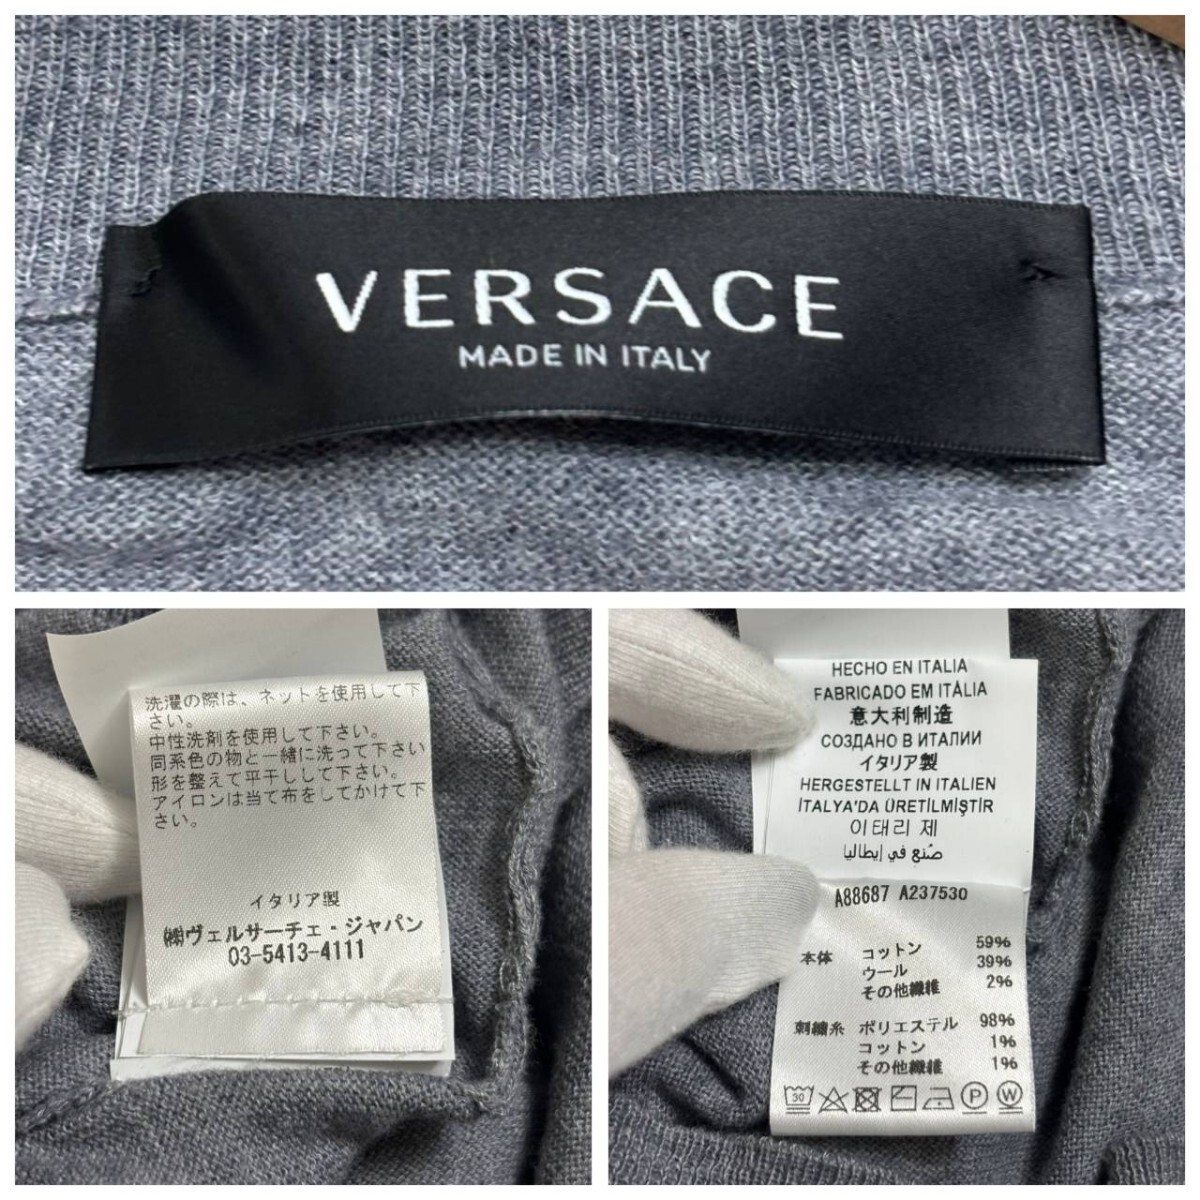 VERSACE
MADE IN ITALY
洗濯の際は、ネットを使用して下
さい。
中性洗剤を使用して下さい。
同系色の物と一緒に洗って下さい
形を整えて平干しして下さい。
アイロンは当て布をしてかけて下
さい。
イタリア製
㈱ヴェルサーチェ・ジャパン
03-5413-4111
HECHO EN ITALIA
FABRICADO EM ITÁLIA
意大利制造
СОЗДАНО В ИТАЛИИ
イタリア製
HERGESTELLT IN ITALIEN
İTALYA'DA ÜRETİLMİŞTİR
이태리 제
صُنع في إيطاليا
A88687 A237530
本体 コットン 59%
ウール 39%
その他繊維 2%
刺繍糸 ポリエステル 98%
コットン 1%
その他繊維 1%
30 P W